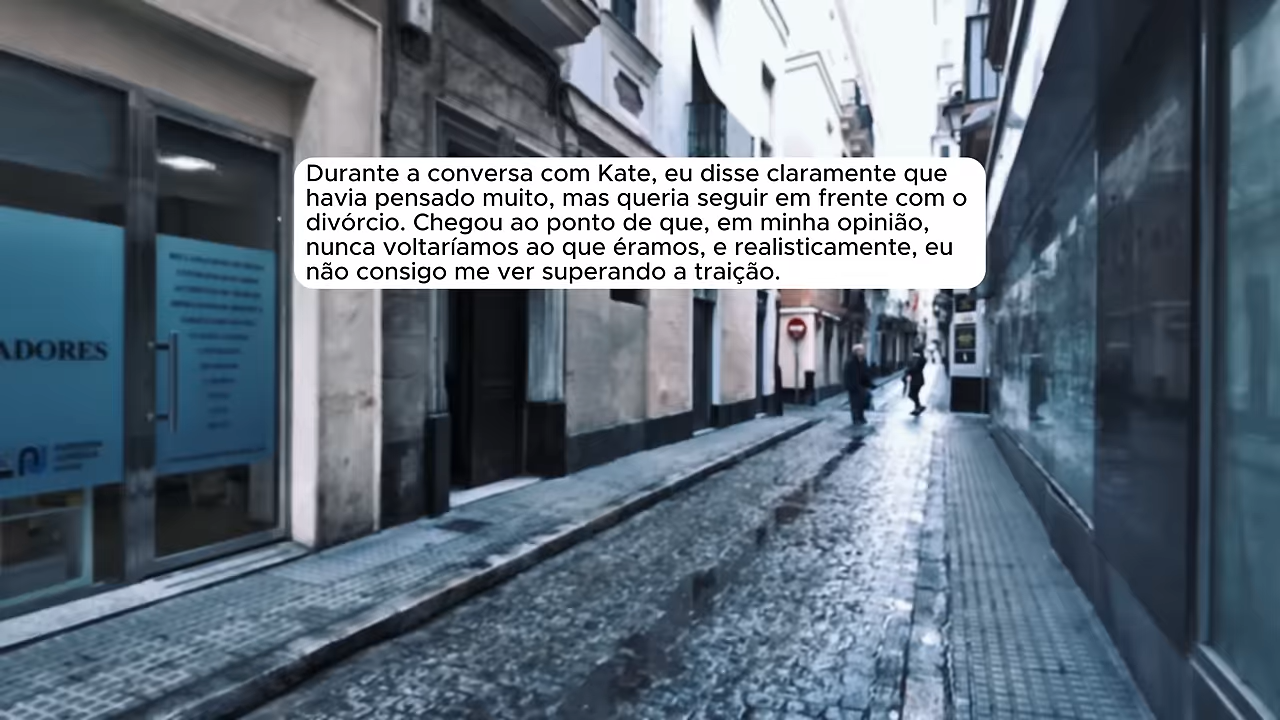 Durante a conversa com Kate, eu disse claramente que
havia pensado muito, mas queria seguir em frente com o
divórcio. Chegou ao ponto de que, em minha opinião,
nunca voltaríamos ao que éramos, e realisticamente, eu
não consigo me ver superando a traição.
ADORES